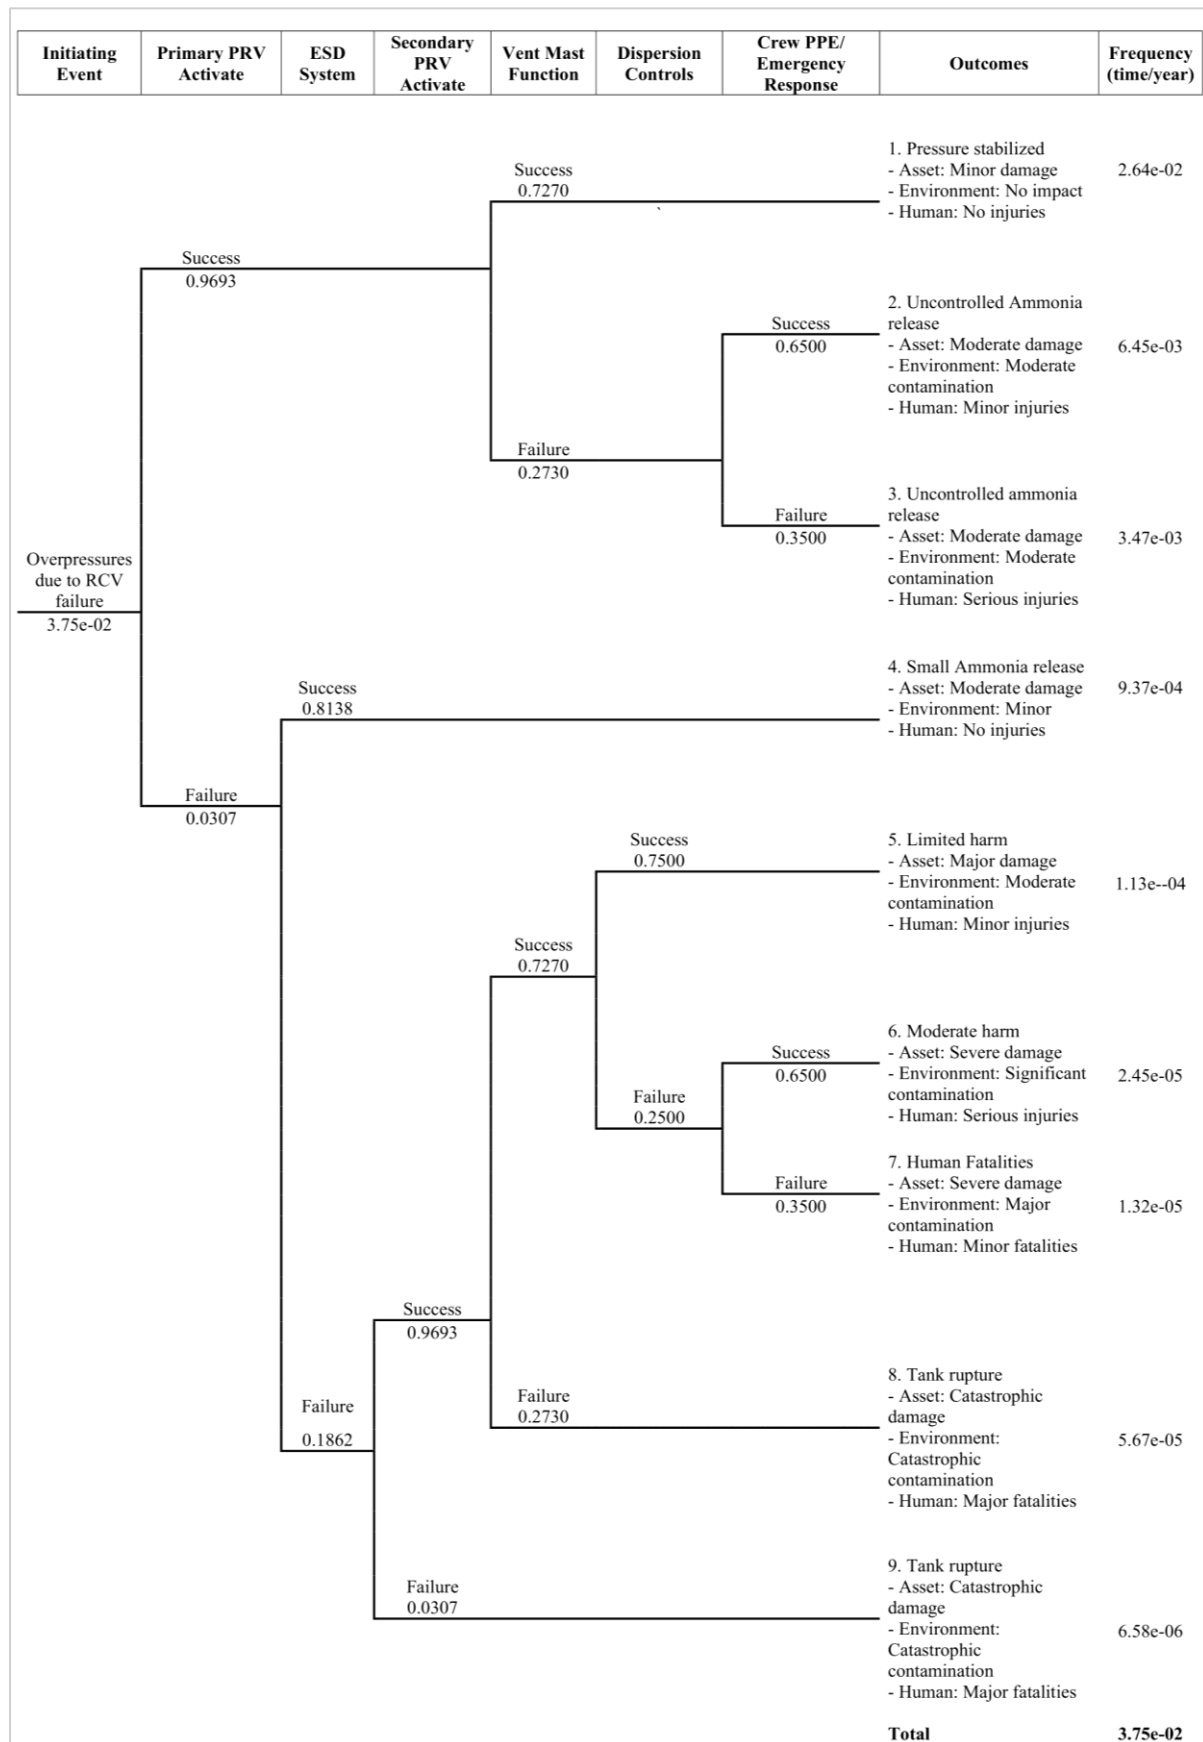 Initiating
Event
Primary PRV
Activate
ESD
System
Secondary
PRV
Activate
Vent Mast
Function
Dispersion
Controls
Crew PPE/
Emergency
Response
Outcomes
Frequency
(time/year)
Success
0.7270
`
1. Pressure stabilized
- Asset: Minor damage
- Environment: No impact
- Human: No injuries
2.64e-02
Success
0.9693
Success
0.6500
2. Uncontrolled Ammonia
release
- Asset: Moderate damage
- Environment: Moderate
contamination
- Human: Minor injuries
6.45e-03
Failure
0.2730
Failure
0.3500
3. Uncontrolled ammonia
release
- Asset: Moderate damage
- Environment: Moderate
contamination
- Human: Serious injuries
3.47e-03
Overpressures
due to RCV
failure
3.75e-02
Success
0.8138
4. Small Ammonia release
- Asset: Moderate damage
- Environment: Minor
- Human: No injuries
9.37e-04
Failure
0.0307
Success
0.7500
5. Limited harm
- Asset: Major damage
- Environment: Moderate
contamination
- Human: Minor injuries
1.13e--04
Success
0.7270
Success
0.6500
6. Moderate harm
- Asset: Severe damage
- Environment: Significant
contamination
- Human: Serious injuries
2.45e-05
Failure
0.2500
Failure
0.3500
7. Human Fatalities
- Asset: Severe damage
- Environment: Major
contamination
- Human: Minor fatalities
1.32e-05
Success
0.9693
Failure
0.1862
Failure
0.2730
8. Tank rupture
- Asset: Catastrophic
damage
- Environment:
Catastrophic
contamination
- Human: Major fatalities
5.67e-05
Failure
0.0307
9. Tank rupture
- Asset: Catastrophic
damage
- Environment:
Catastrophic
contamination
- Human: Major fatalities
6.58e-06
Total
3.75e-02